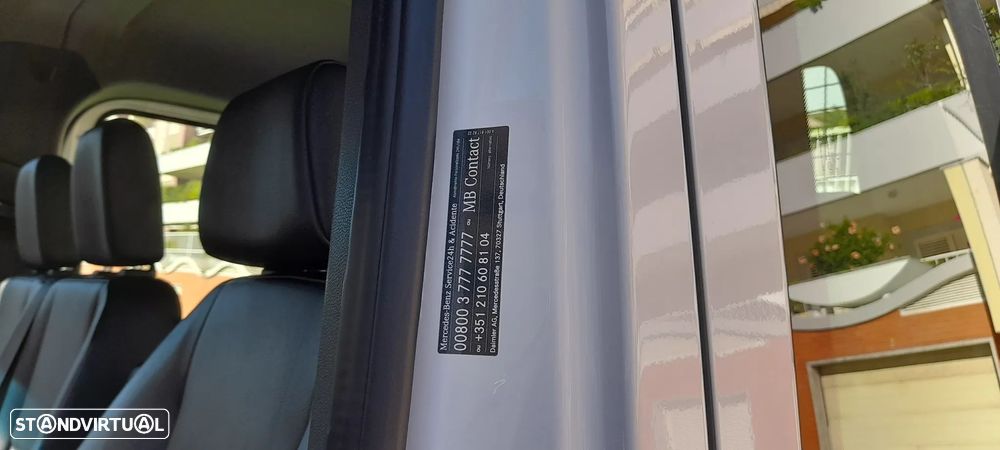 Mercedes-Benz Service24h & Acidente
00800 3 777 7777 ou MB Contact
ou +351 210 60 81 04
Daimler AG, Mercedesstraße 137, 70327 Stuttgart, Deutschland
STANDVIRTUAL